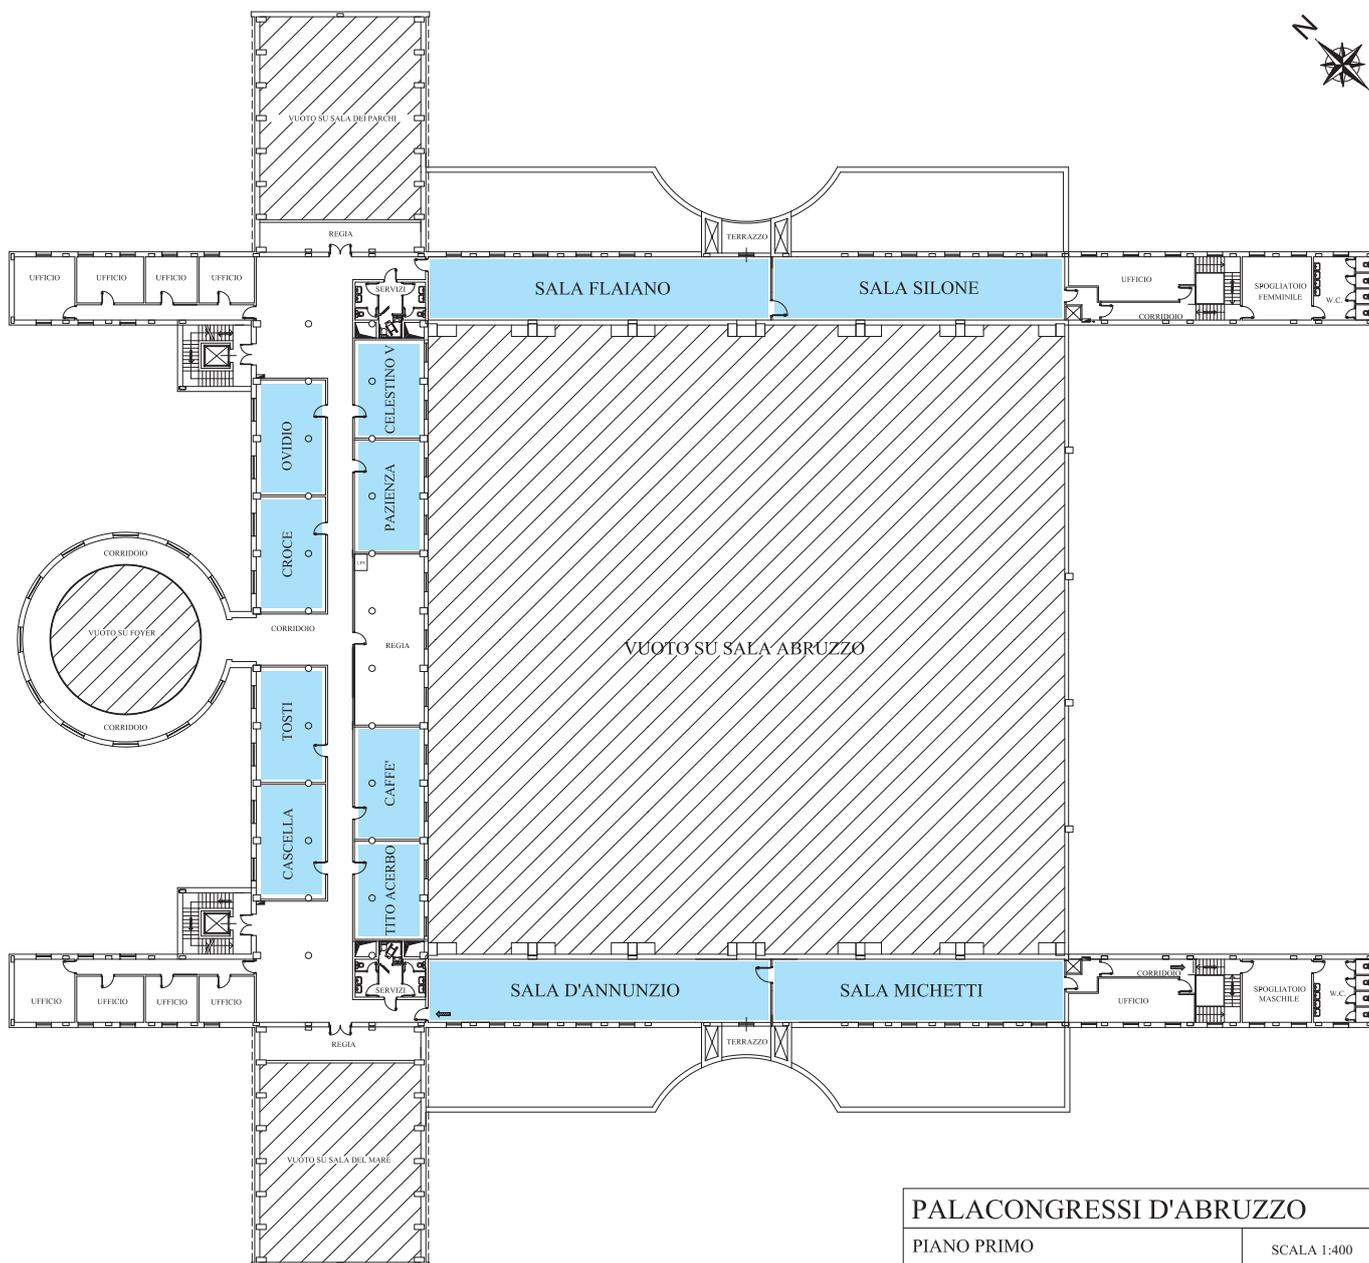 N
VUOTO SU SALA DEI PARCHI
REGIA
TERRAZZO
UFFICIO
UFFICIO
UFFICIO
UFFICIO
SERVIZI
SALA FLAIANO
SALA SILONE
UFFICIO
CORRIDOIO
SPOGLIATOIO
FEMMINILE
W.C.
CELESTINO V
OVIDIO
PAZIENZA
CROCE
UPS
CORRIDOIO
VUOTO SU FOYER
CORRIDOIO
CORRIDOIO
REGIA
VUOTO SU SALA ABRUZZO
TOSTI
CAFFE'
CASCELLA
TITO ACERBO
UFFICIO
UFFICIO
UFFICIO
UFFICIO
SERVIZI
SALA D'ANNUNZIO
SALA MICHETTI
CORRIDOIO
UFFICIO
SPOGLIATOIO
MASCHILE
W.C.
REGIA
TERRAZZO
VUOTO SU SALA DEL MARE
PALACONGRESSI D'ABRUZZO
PIANO PRIMO
SCALA 1:400